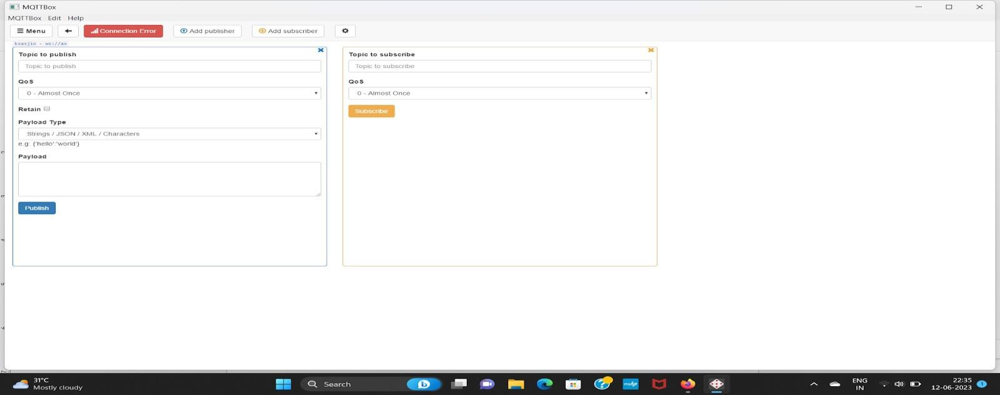 MQTTBox
MQTTBox Edit Help
Menu Connection Error Add publisher Add subscriber
ksasjio - ws://ax
Topic to publish
Topic to publish
QoS
0 - Almost Once
Retain
Payload Type
Strings / JSON / XML / Characters
e.g: {'hello':'world'}
Payload
Publish
Topic to subscribe
Topic to subscribe
QoS
0 - Almost Once
Subscribe
31°C
Mostly cloudy
Search
myhp
ENG
IN
22:35
12-06-2023
1